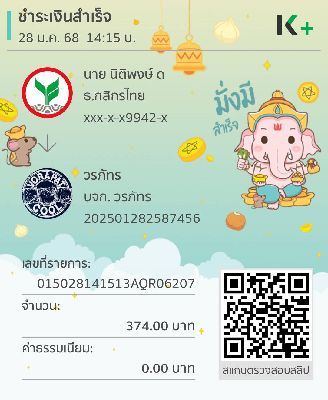 ชำระเงินสำเร็จ
28 ม.ค. 68 14:15 น.
K+
นาย นิติพงษ์ ด
ธ.กสิกรไทย
xxx-x-x9942-x
มั่งมี
สำเร็จ
WORAPAT
COOK
วรภัทร
บจก. วรภัทร
202501282587456
เลขที่รายการ:
015028141513AQR06207
จำนวน:
374.00 บาท
ค่าธรรมเนียม:
0.00 บาท
สแกนตรวจสอบสลิป